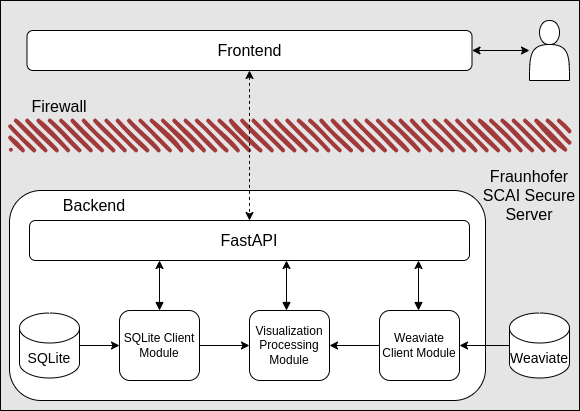 Frontend
Firewall
Fraunhofer
SCAI Secure
Server
Backend
FastAPI
SQLite
SQLite Client
Module
Visualization
Processing
Module
Weaviate
Client Module
Weaviate